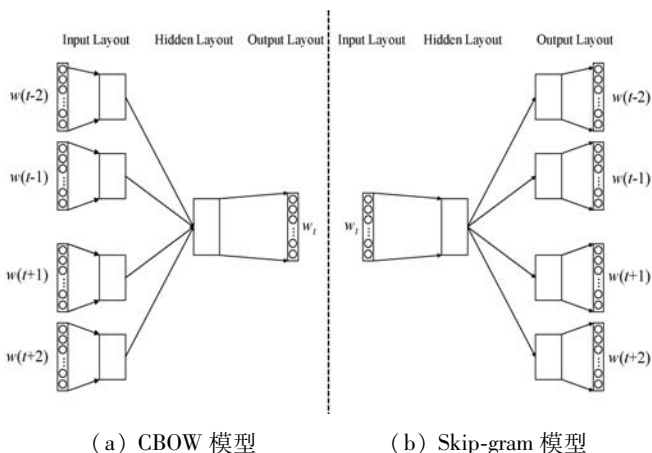 Input Layout Hidden Layout Output Layout Input Layout Hidden Layout Output Layout
w(t-2) w(t-2)
w(t-1) w(t-1)
w_t w_t
w(t+1) w(t+1)
w(t+2) w(t+2)
(a) CBOW 模型 (b) Skip-gram 模型